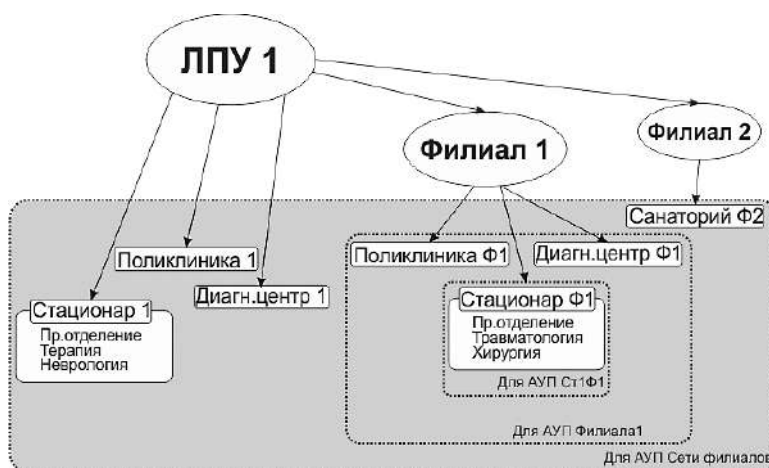 ЛПУ 1
Филиал 1
Филиал 2
Санаторий Ф2
Поликлиника 1
Поликлиника Ф1
Диагн.центр Ф1
Диагн.центр 1
Стационар 1
Пр.отделение
Терапия
Неврология
Стационар Ф1
Пр.отделение
Травматология
Хирургия
Для АУП Ст1Ф1
Для АУП Филиала1
Для АУП Сети филиалов